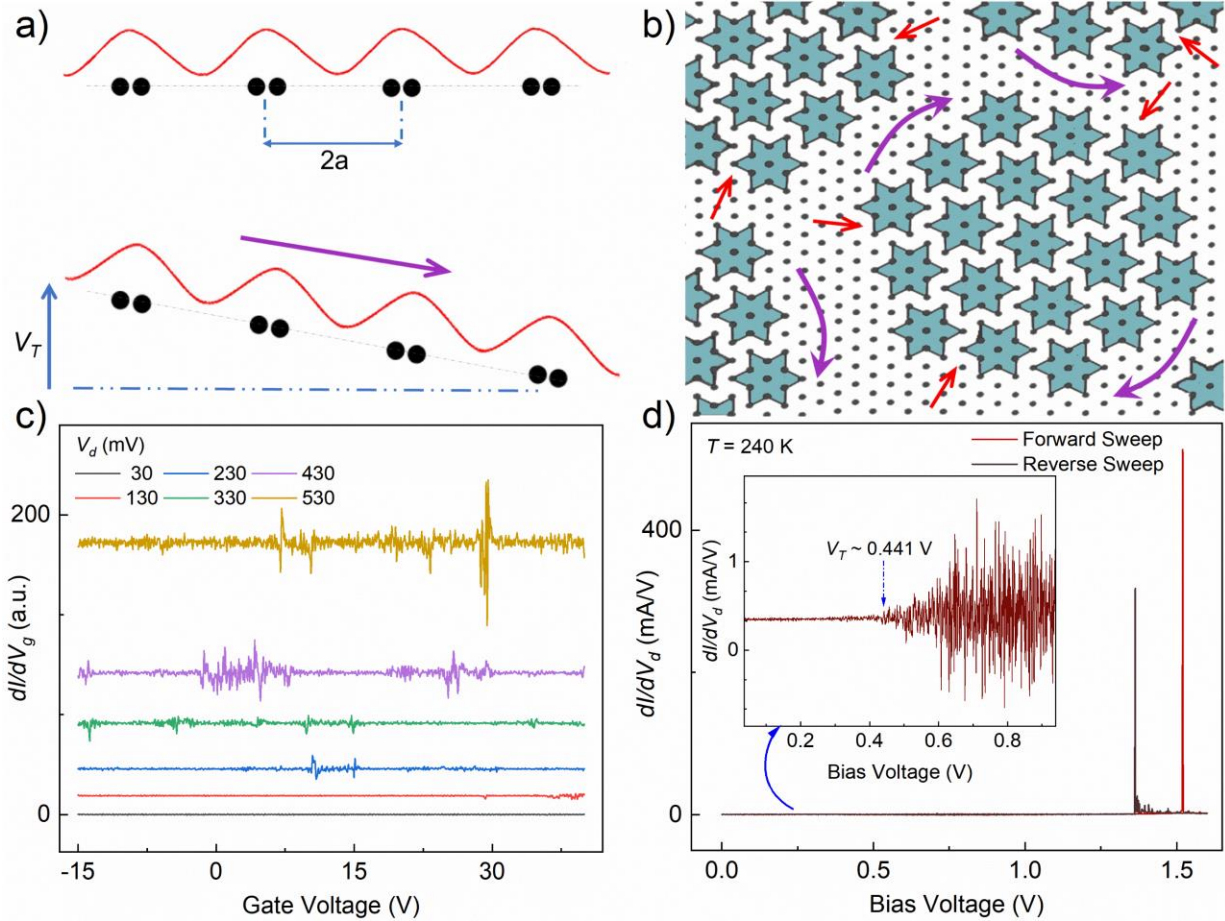 a)
2a
V_T
b)
c)
V_d (mV)
30 230 430
130 330 530
200
0
dI/dV_g (a.u.)
-15 0 15 30
Gate Voltage (V)
d)
T = 240 K
Forward Sweep
Reverse Sweep
V_T ~ 0.441 V
1
0
dI/dV_d (mA/V)
0.2 0.4 0.6 0.8
Bias Voltage (V)
400
0
dI/dV_d (mA/V)
0.0 0.5 1.0 1.5
Bias Voltage (V)